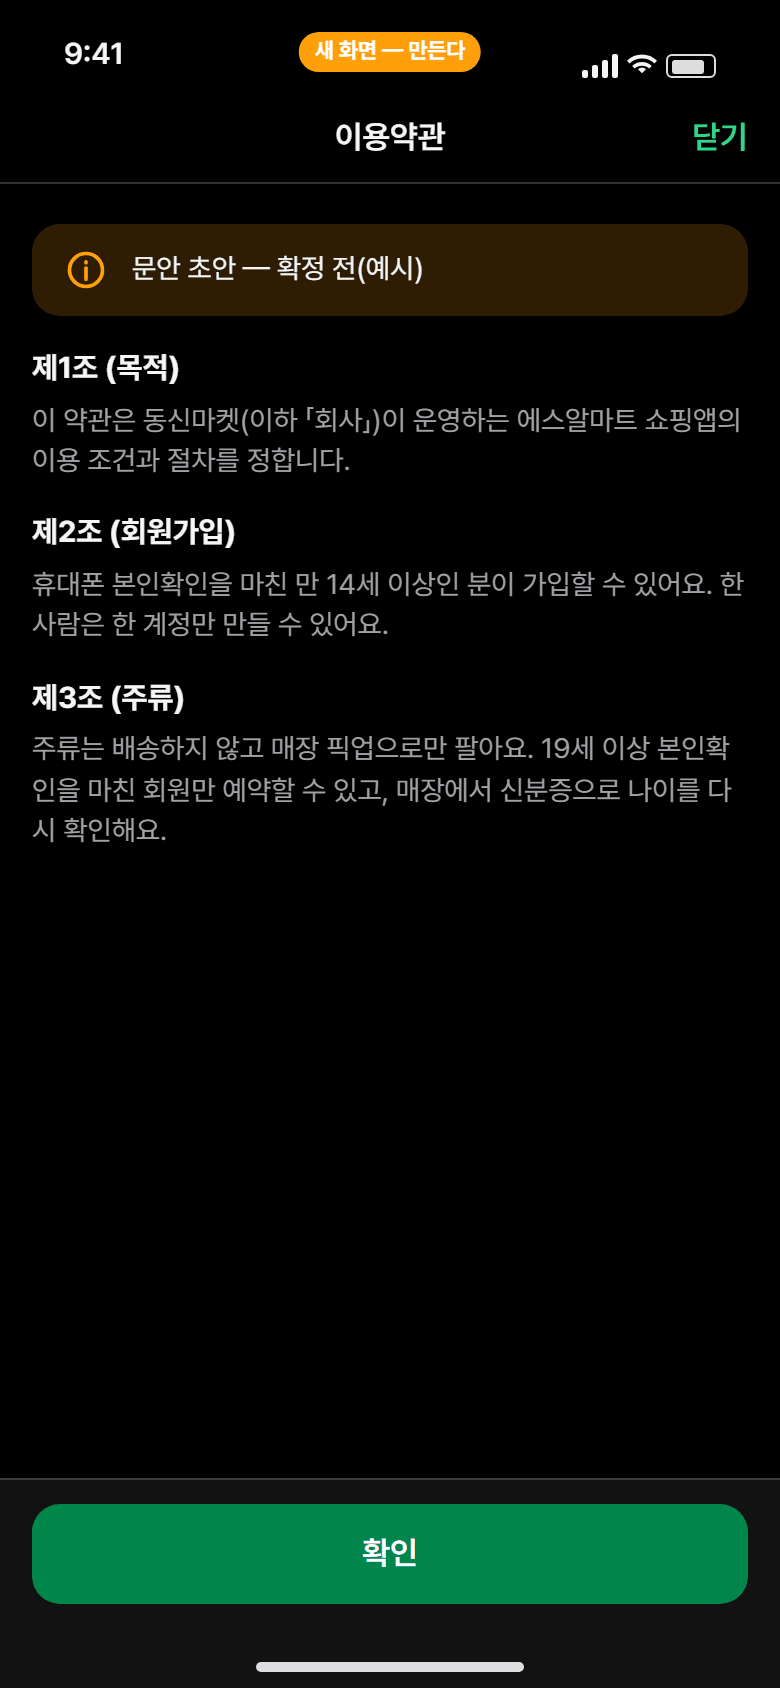 9:41
새 화면 — 만든다
이용약관
닫기
문안 초안 — 확정 전(예시)
제1조 (목적)
이 약관은 동신마켓(이하 「회사」)이 운영하는 에스알마트 쇼핑앱의
이용 조건과 절차를 정합니다.
제2조 (회원가입)
휴대폰 본인확인을 마친 만 14세 이상인 분이 가입할 수 있어요. 한
사람은 한 계정만 만들 수 있어요.
제3조 (주류)
주류는 배송하지 않고 매장 픽업으로만 팔아요. 19세 이상 본인확
인을 마친 회원만 예약할 수 있고, 매장에서 신분증으로 나이를 다
시 확인해요.
확인